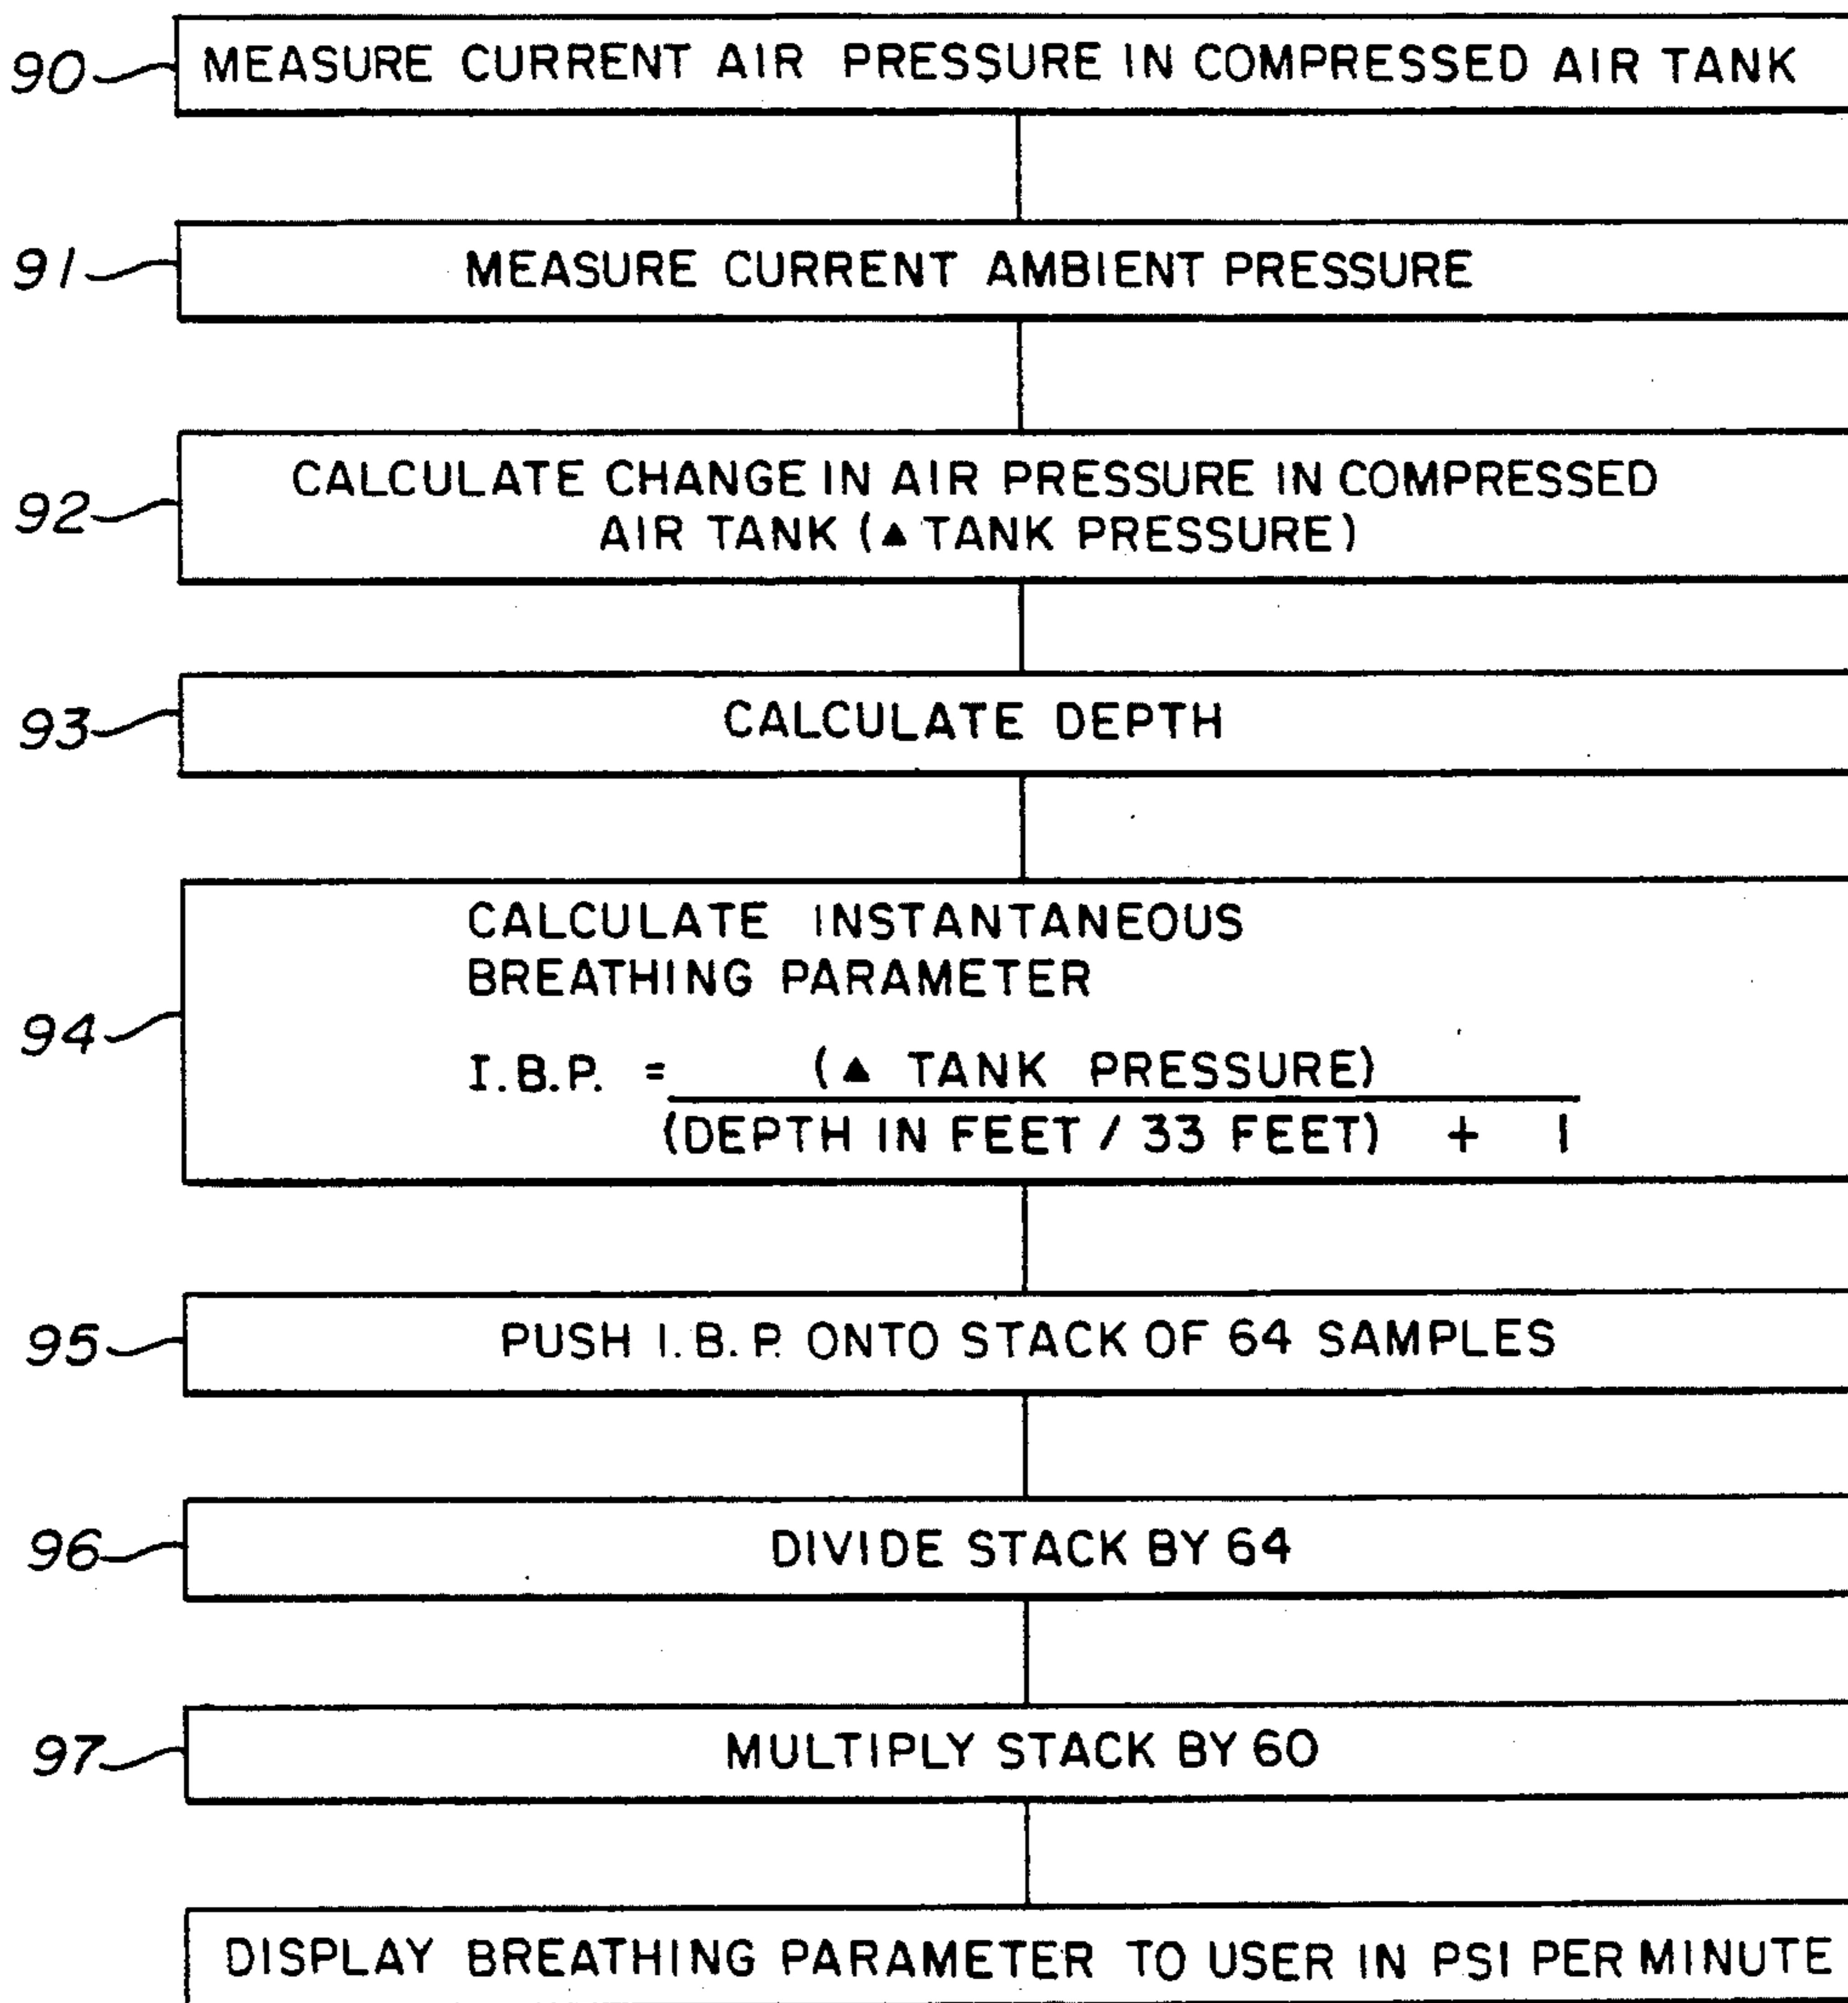 90 MEASURE CURRENT AIR PRESSURE IN COMPRESSED AIR TANK
91 MEASURE CURRENT AMBIENT PRESSURE
CALCULATE CHANGE IN AIR PRESSURE IN COMPRESSED
92 AIR TANK (▲ TANK PRESSURE)
93 CALCULATE DEPTH
CALCULATE INSTANTANEOUS
BREATHING PARAMETER
94
I.B.P. = (▲ TANK PRESSURE)
(DEPTH IN FEET / 33 FEET) + 1
95 PUSH I.B.P. ONTO STACK OF 64 SAMPLES
96 DIVIDE STACK BY 64
97 MULTIPLY STACK BY 60
DISPLAY BREATHING PARAMETER TO USER IN PSI PER MINUTE